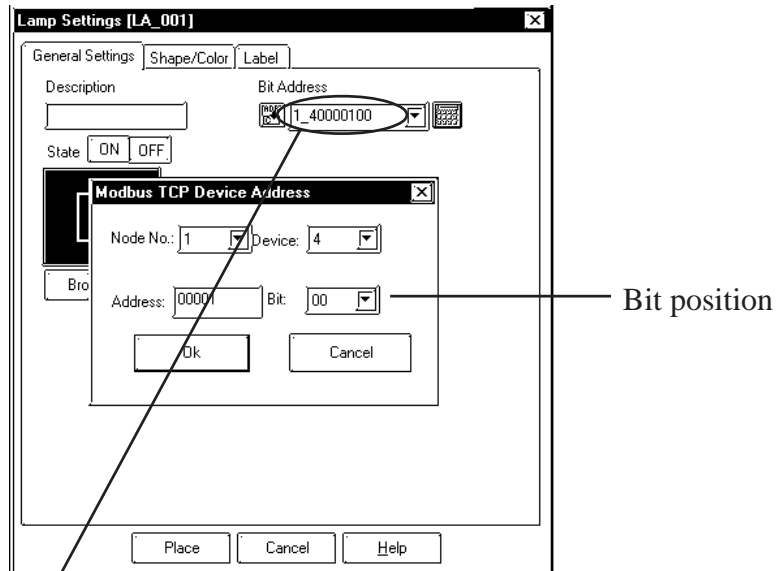 Lamp Settings [LA_001]
General Settings Shape/Color Label
Description Bit Address
1_40000100
State ON OFF
Modbus TCP Device Address
Node No.: 1 Device: 4
Bro
Address: 00001 Bit: 00
Bit position
Ok Cancel
Place Cancel Help